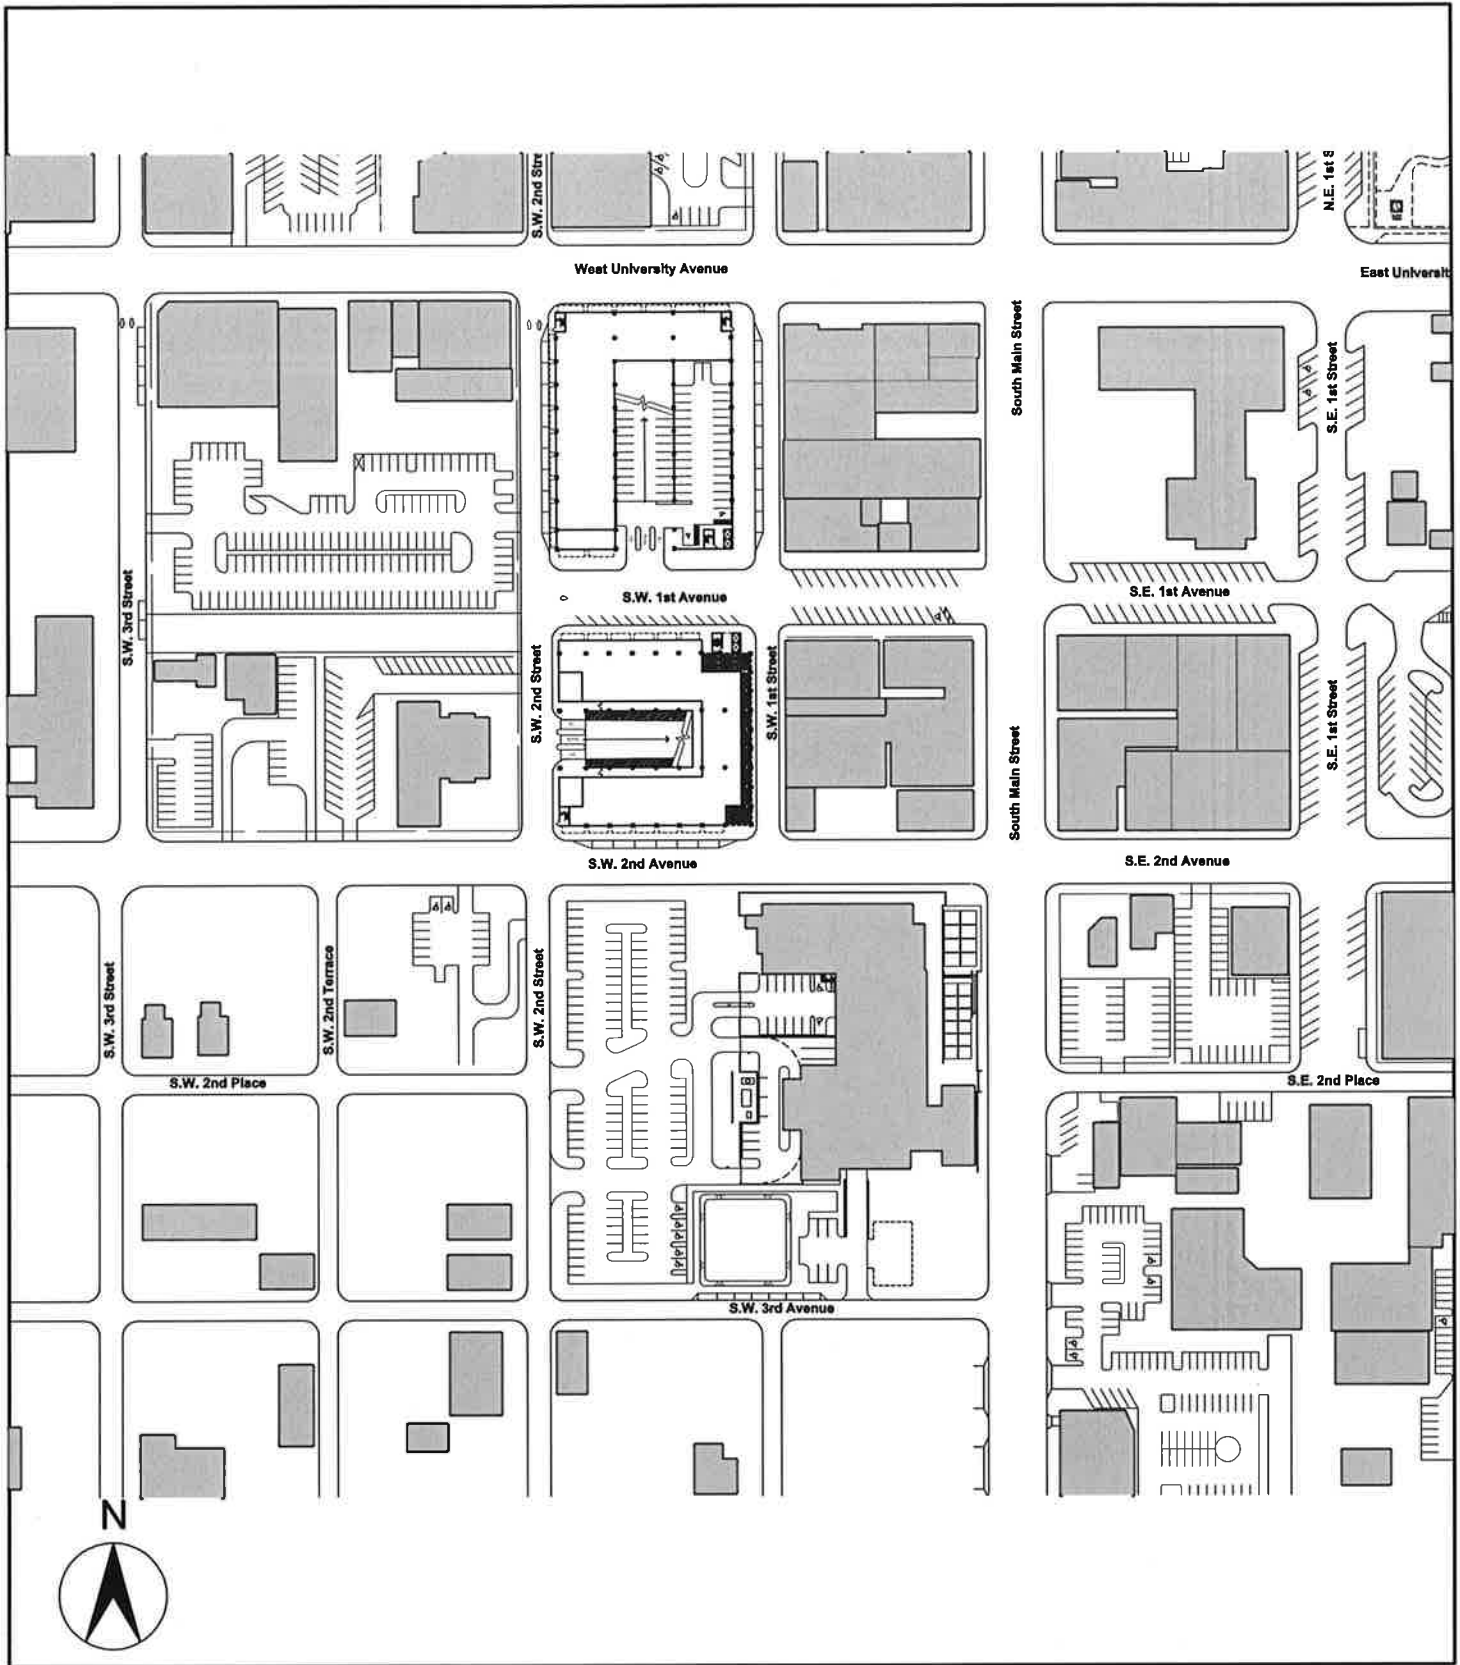 S.W. 2nd Stre
N.E. 1st S
West University Avenue
East Universit
South Main Street
S.E. 1st Street
S.W. 3rd Street
S.W. 1st Avenue
S.E. 1st Avenue
S.W. 2nd Street
S.W. 1st Street
South Main Street
S.E. 1st Street
S.W. 2nd Avenue
S.E. 2nd Avenue
S.W. 3rd Street
S.W. 2nd Terrace
S.W. 2nd Street
S.W. 2nd Place
S.E. 2nd Place
S.W. 3rd Avenue
N